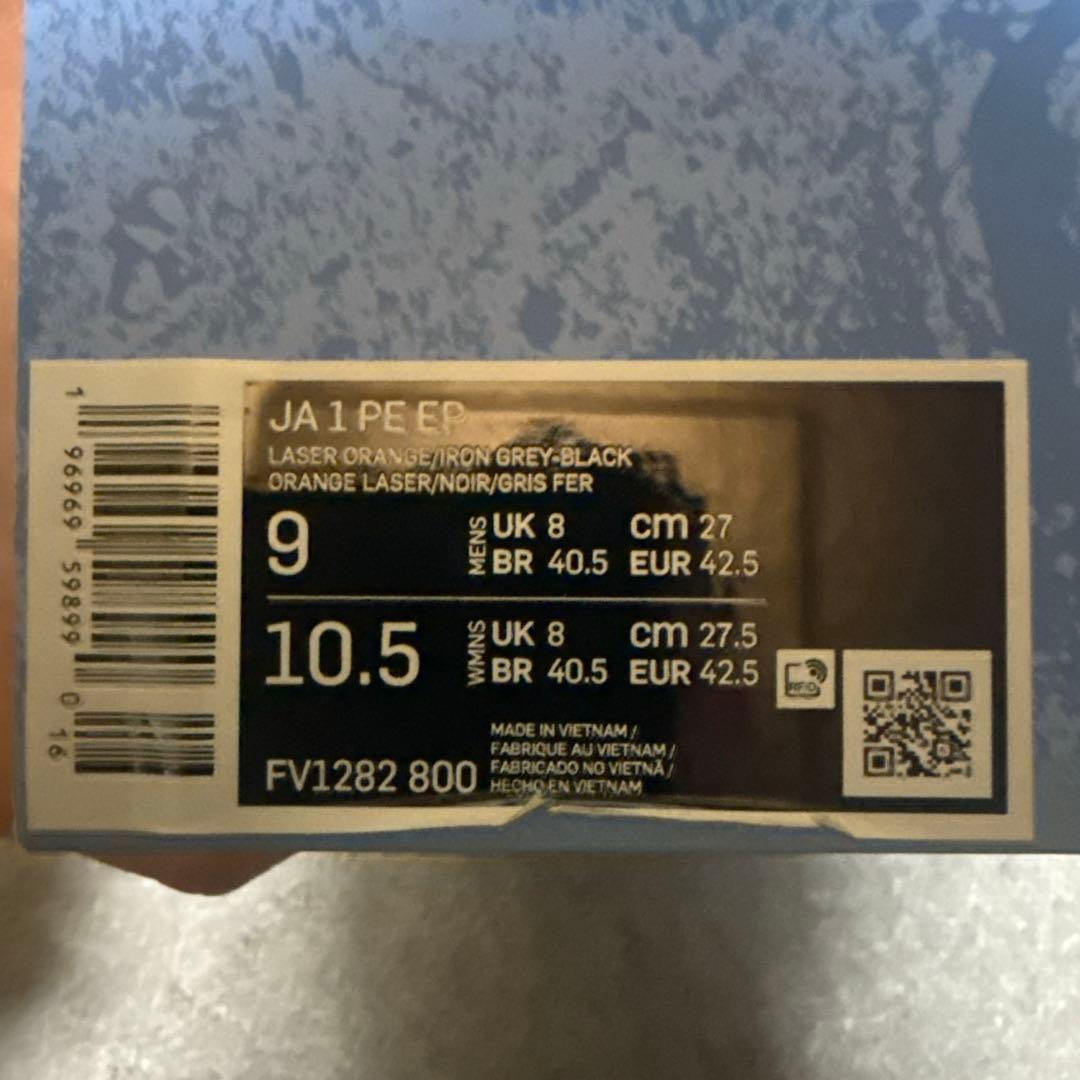 JA 1 PE EP
LASER ORANGE/IRON GREY-BLACK
ORANGE LASER/NOIR/GRIS FER
9 MENS UK 8 cm 27
BR 40.5 EUR 42.5
10.5 WMNS UK 8 cm 27.5
BR 40.5 EUR 42.5
RFID
FV1282 800
MADE IN VIETNAM /
FABRIQUE AU VIETNAM /
FABRICADO NO VIETNÃ /
HECHO EN VIETNAM
1 96969 59899 0 16